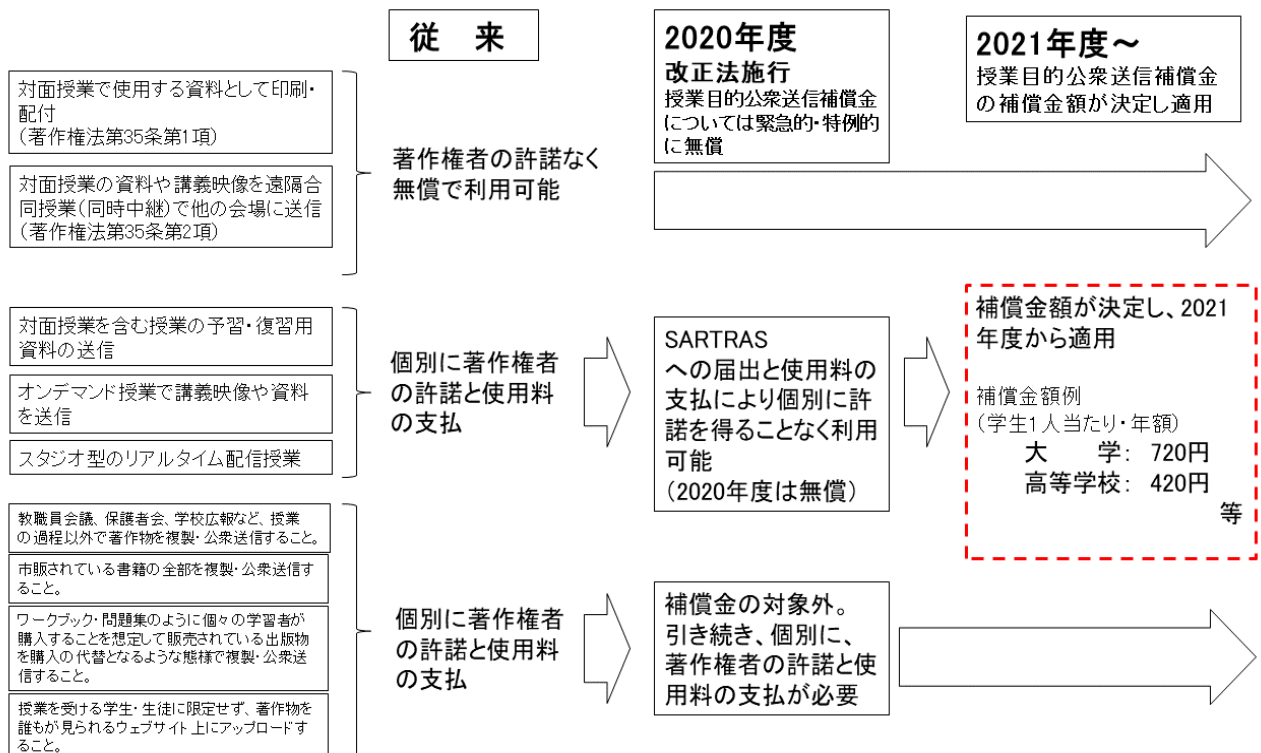 従　来
2020年度
改正法施行
授業目的公衆送信補償金
については緊急的・特例的
に無償
2021年度～
授業目的公衆送信補償金
の補償金額が決定し適用
対面授業で使用する資料として印刷・
配付
(著作権法第35条第1項)
対面授業の資料や講義映像を遠隔合
同授業(同時中継)で他の会場に送信
(著作権法第35条第2項)
著作権者の許諾なく
無償で利用可能
対面授業を含む授業の予習・復習用
資料の送信
オンデマンド授業で講義映像や資料
を送信
スタジオ型のリアルタイム配信授業
個別に著作権者
の許諾と使用料
の支払
SARTRAS
への届出と使用料の
支払により個別に許
諾を得ることなく利用
可能
(2020年度は無償)
補償金額が決定し、2021
年度から適用
補償金額例
(学生1人当たり・年額)
大　　学： 720円
高等学校： 420円
等
教職員会議、保護者会、学校広報など、授業
の過程以外で著作物を複製・公衆送信すること。
市販されている書籍の全部を複製・公衆送信す
ること。
ワークブック・問題集のように個々の学習者が
購入することを想定して販売されている出版物
を購入の代替となるような態様で複製・公衆送
信すること。
授業を受ける学生・生徒に限定せず、著作物を
誰もが見られるウェブサイト上にアップロードす
ること。
個別に著作権者
の許諾と使用料
の支払
補償金の対象外。
引き続き、個別に、
著作権者の許諾と使
用料の支払が必要